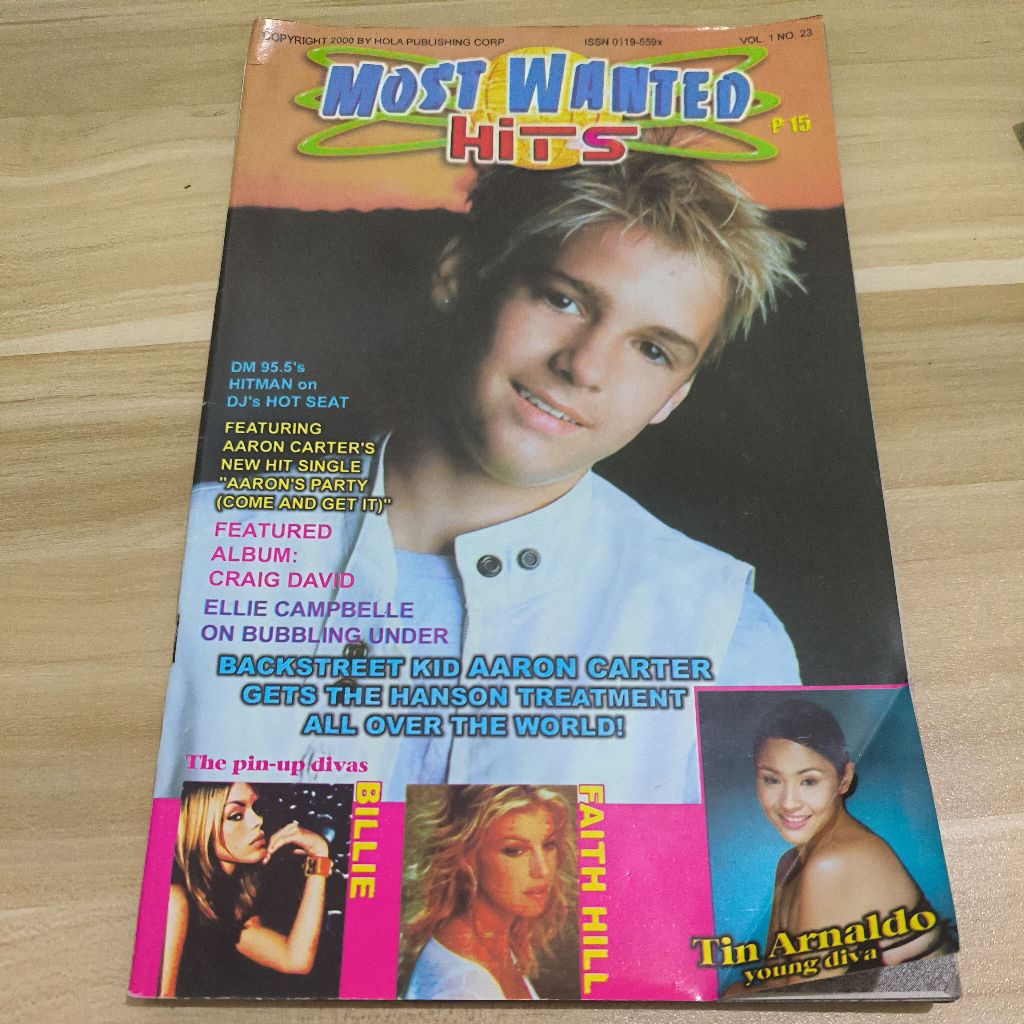 COPYRIGHT 2000 BY HOLA PUBLISHING CORP ISSN 0119-559x VOL. 1 NO. 23
MOST WANTED
HiTS
P 15
DM 95.5's
HITMAN on
DJ's HOT SEAT
FEATURING
AARON CARTER'S
NEW HIT SINGLE
"AARON'S PARTY
(COME AND GET IT)"
FEATURED
ALBUM:
CRAIG DAVID
ELLIE CAMPBELLE
ON BUBBLING UNDER
BACKSTREET KID AARON CARTER
GETS THE HANSON TREATMENT
ALL OVER THE WORLD!
The pin-up divas
BILLIE
FAITH HILL
Tin Arnaldo
young diva